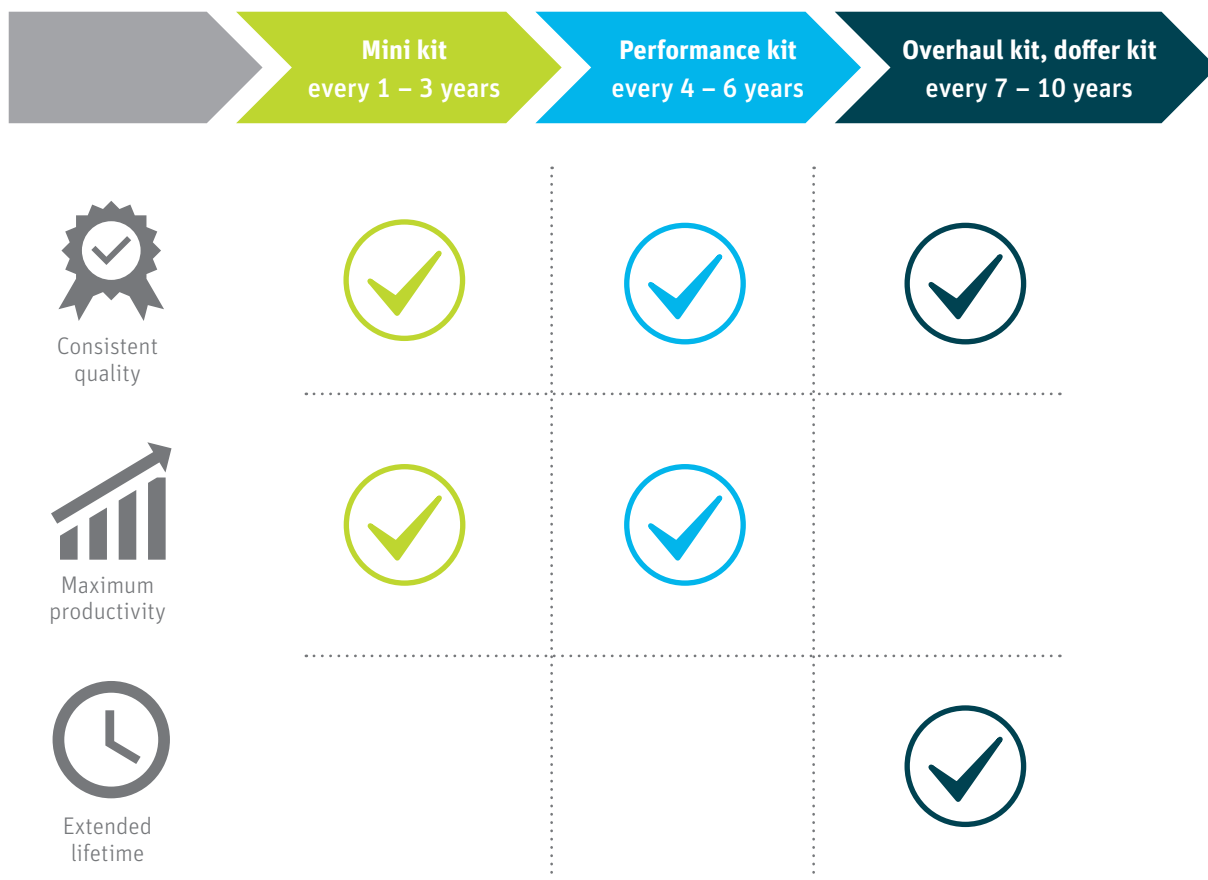 Mini kit
every 1 – 3 years
Performance kit
every 4 – 6 years
Overhaul kit, doffer kit
every 7 – 10 years
Consistent
quality
Maximum
productivity
Extended
lifetime